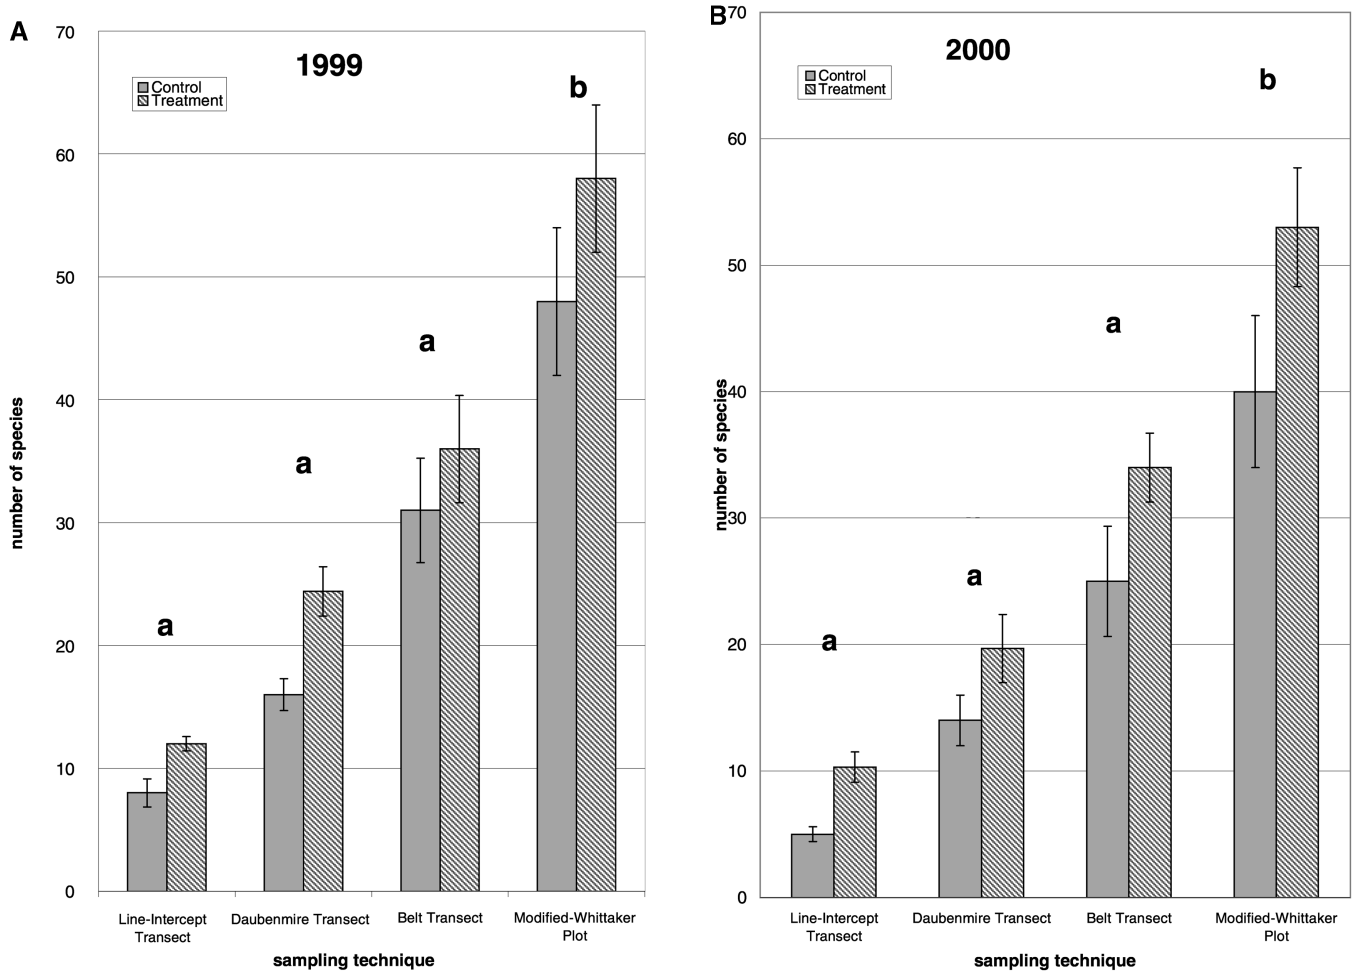 A
70
1999
Control
Treatment
b
60
50
a
40
a
30
a
20
10
0
number of species
Line-Intercept
Transect
Daubenmire Transect
Belt Transect
Modified-Whittaker
Plot
sampling technique
B
70
2000
Control
Treatment
b
60
50
a
40
30
a
a
20
10
0
number of species
Line-Intercept
Transect
Daubenmire Transect
Belt Transect
Modified-Whittaker
Plot
sampling technique